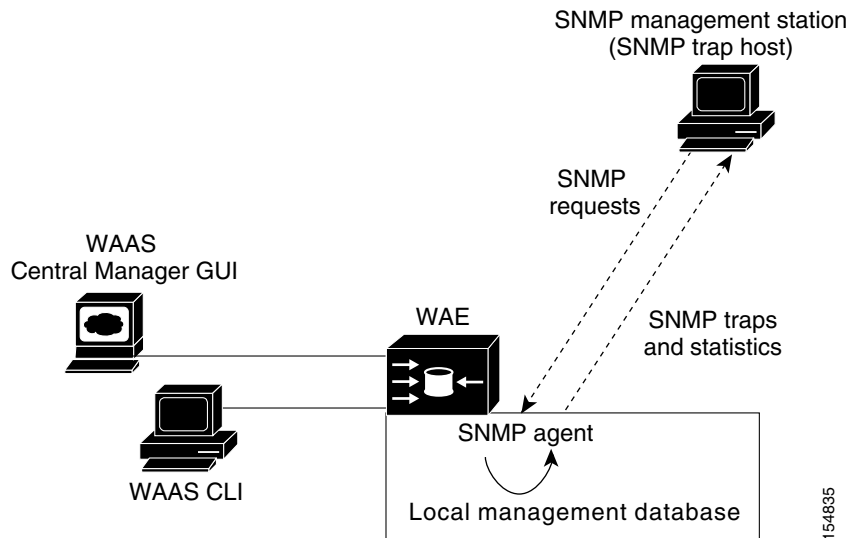 SNMP management station
(SNMP trap host)
SNMP
requests
WAAS
Central Manager GUI
WAE
SNMP traps
and statistics
SNMP agent
WAAS CLI
Local management database
154835